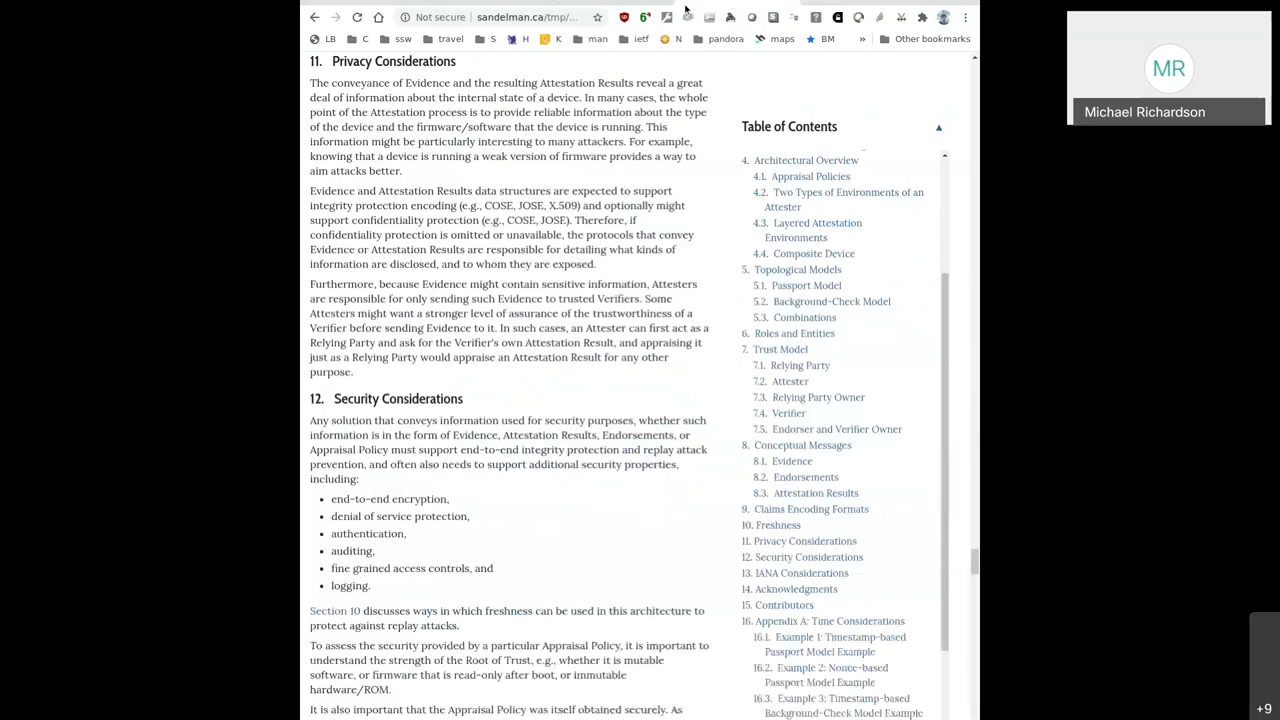 Not secure
sandelman.ca/tmp/...
6
LB
C
ssw
travel
S
H
K
man
ietf
N
pandora
maps
BM
»
Other bookmarks
11. Privacy Considerations
The conveyance of Evidence and the resulting Attestation Results reveal a great
deal of information about the internal state of a device. In many cases, the whole
point of the Attestation process is to provide reliable information about the type
of the device and the firmware/software that the device is running. This
information might be particularly interesting to many attackers. For example,
knowing that a device is running a weak version of firmware provides a way to
aim attacks better.
Evidence and Attestation Results data structures are expected to support
integrity protection encoding (e.g., COSE, JOSE, X.509) and optionally might
support confidentiality protection (e.g., COSE, JOSE). Therefore, if
confidentiality protection is omitted or unavailable, the protocols that convey
Evidence or Attestation Results are responsible for detailing what kinds of
information are disclosed, and to whom they are exposed.
Furthermore, because Evidence might contain sensitive information, Attesters
are responsible for only sending such Evidence to trusted Verifiers. Some
Attesters might want a stronger level of assurance of the trustworthiness of a
Verifier before sending Evidence to it. In such cases, an Attester can first act as a
Relying Party and ask for the Verifier's own Attestation Result, and appraising it
just as a Relying Party would appraise an Attestation Result for any other
purpose.
12. Security Considerations
Any solution that conveys information used for security purposes, whether such
information is in the form of Evidence, Attestation Results, Endorsements, or
Appraisal Policy must support end-to-end integrity protection and replay attack
prevention, and often also needs to support additional security properties,
including:
• end-to-end encryption,
• denial of service protection,
• authentication,
• auditing,
• fine grained access controls, and
• logging.
Section 10 discusses ways in which freshness can be used in this architecture to
protect against replay attacks.
To assess the security provided by a particular Appraisal Policy, it is important to
understand the strength of the Root of Trust, e.g., whether it is mutable
software, or firmware that is read-only after boot, or immutable
hardware/ROM.
It is also important that the Appraisal Policy was itself obtained securely. As
Table of Contents
4. Architectural Overview
4.1. Appraisal Policies
4.2. Two Types of Environments of an
Attester
4.3. Layered Attestation
Environments
4.4. Composite Device
5. Topological Models
5.1. Passport Model
5.2. Background-Check Model
5.3. Combinations
6. Roles and Entities
7. Trust Model
7.1. Relying Party
7.2. Attester
7.3. Relying Party Owner
7.4. Verifier
7.5. Endorser and Verifier Owner
8. Conceptual Messages
8.1. Evidence
8.2. Endorsements
8.3. Attestation Results
9. Claims Encoding Formats
10. Freshness
11. Privacy Considerations
12. Security Considerations
13. IANA Considerations
14. Acknowledgments
15. Contributors
16. Appendix A: Time Considerations
16.1. Example 1: Timestamp-based
Passport Model Example
16.2. Example 2: Nonce-based
Passport Model Example
16.3. Example 3: Timestamp-based
Background-Check Model Example
MR
Michael Richardson
+9